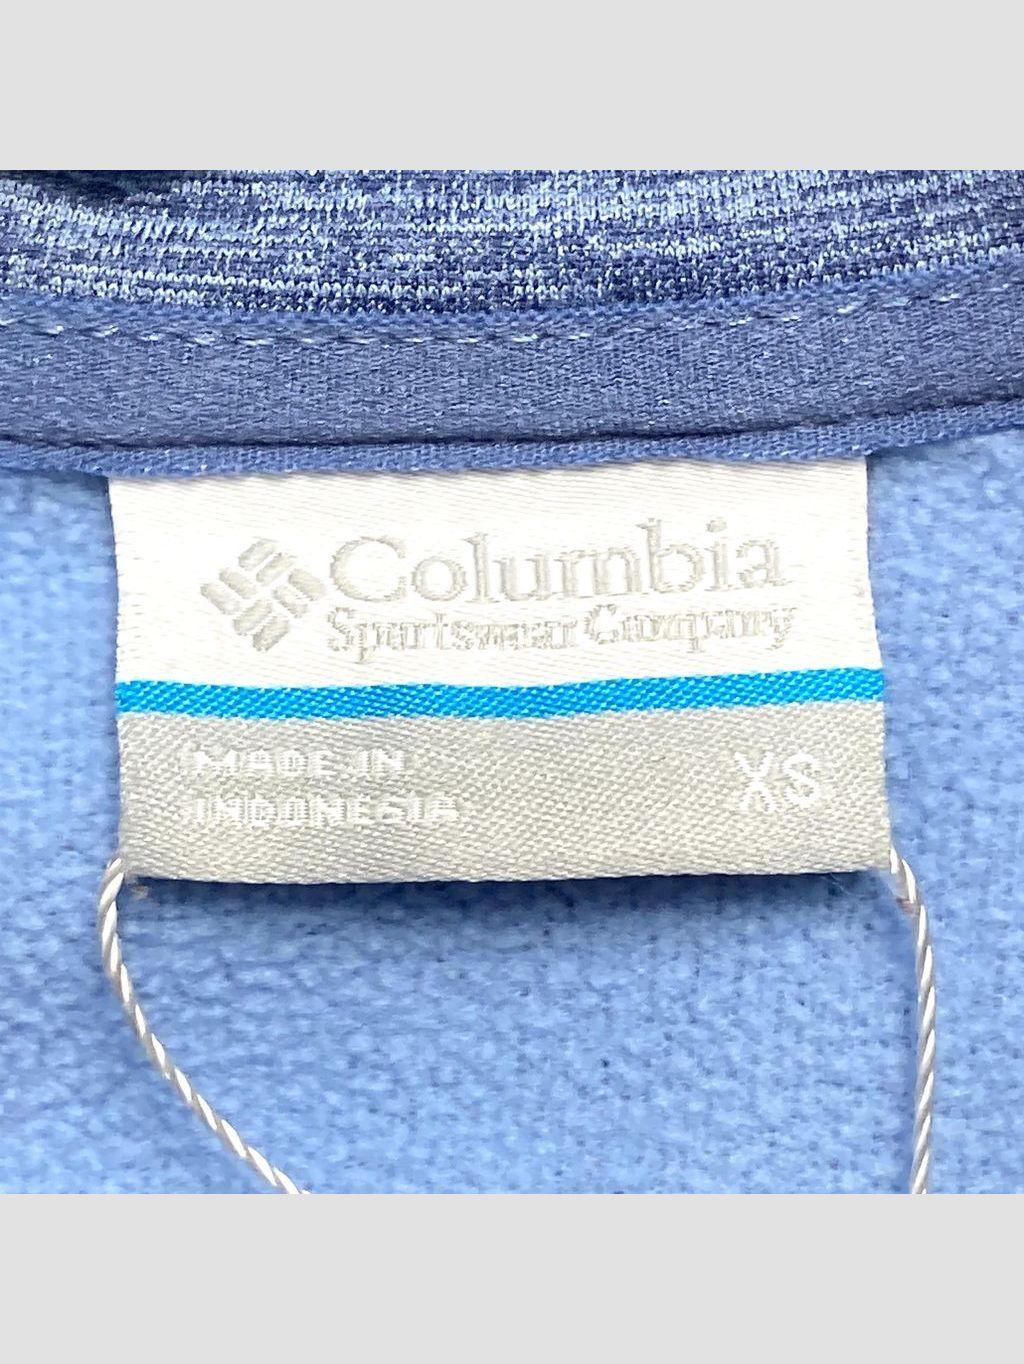 Columbia
Sportswear Company
MADE IN
INDONESIA
XS